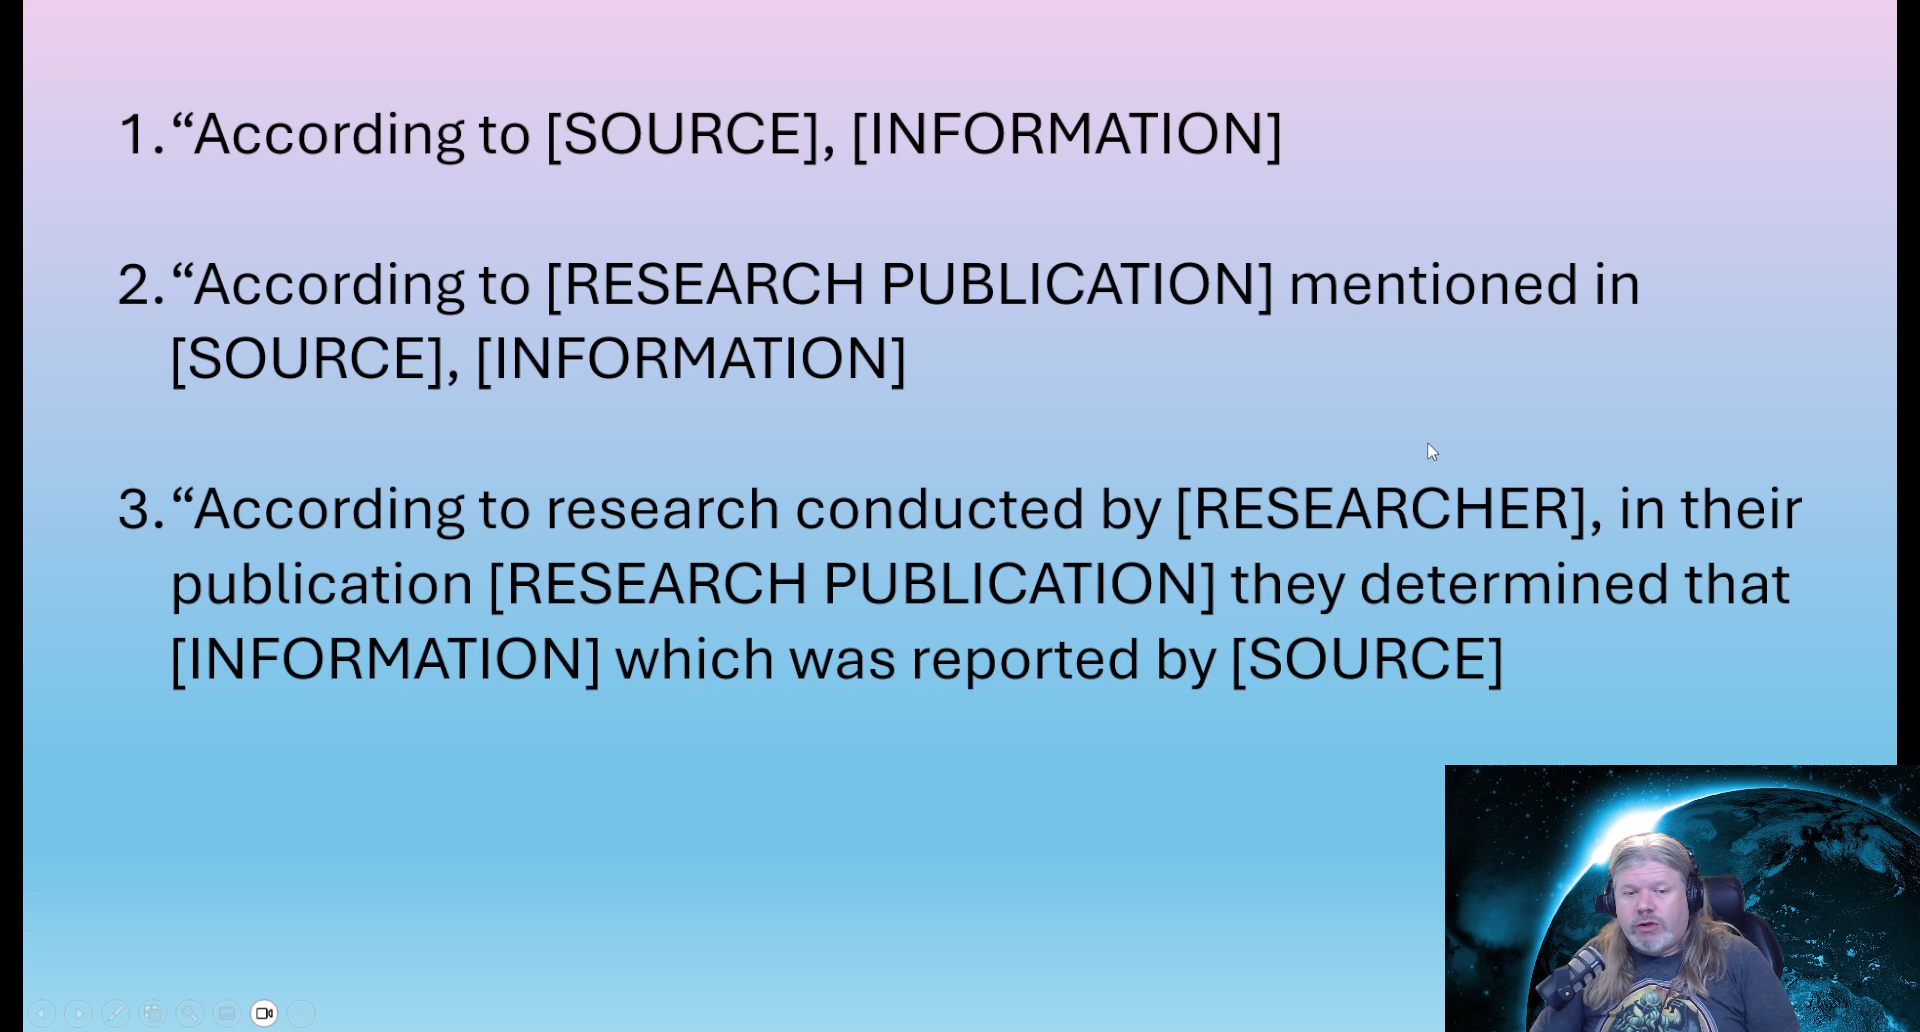 1. “According to [SOURCE], [INFORMATION]
2. “According to [RESEARCH PUBLICATION] mentioned in
[SOURCE], [INFORMATION]
3. “According to research conducted by [RESEARCHER], in their
publication [RESEARCH PUBLICATION] they determined that
[INFORMATION] which was reported by [SOURCE]